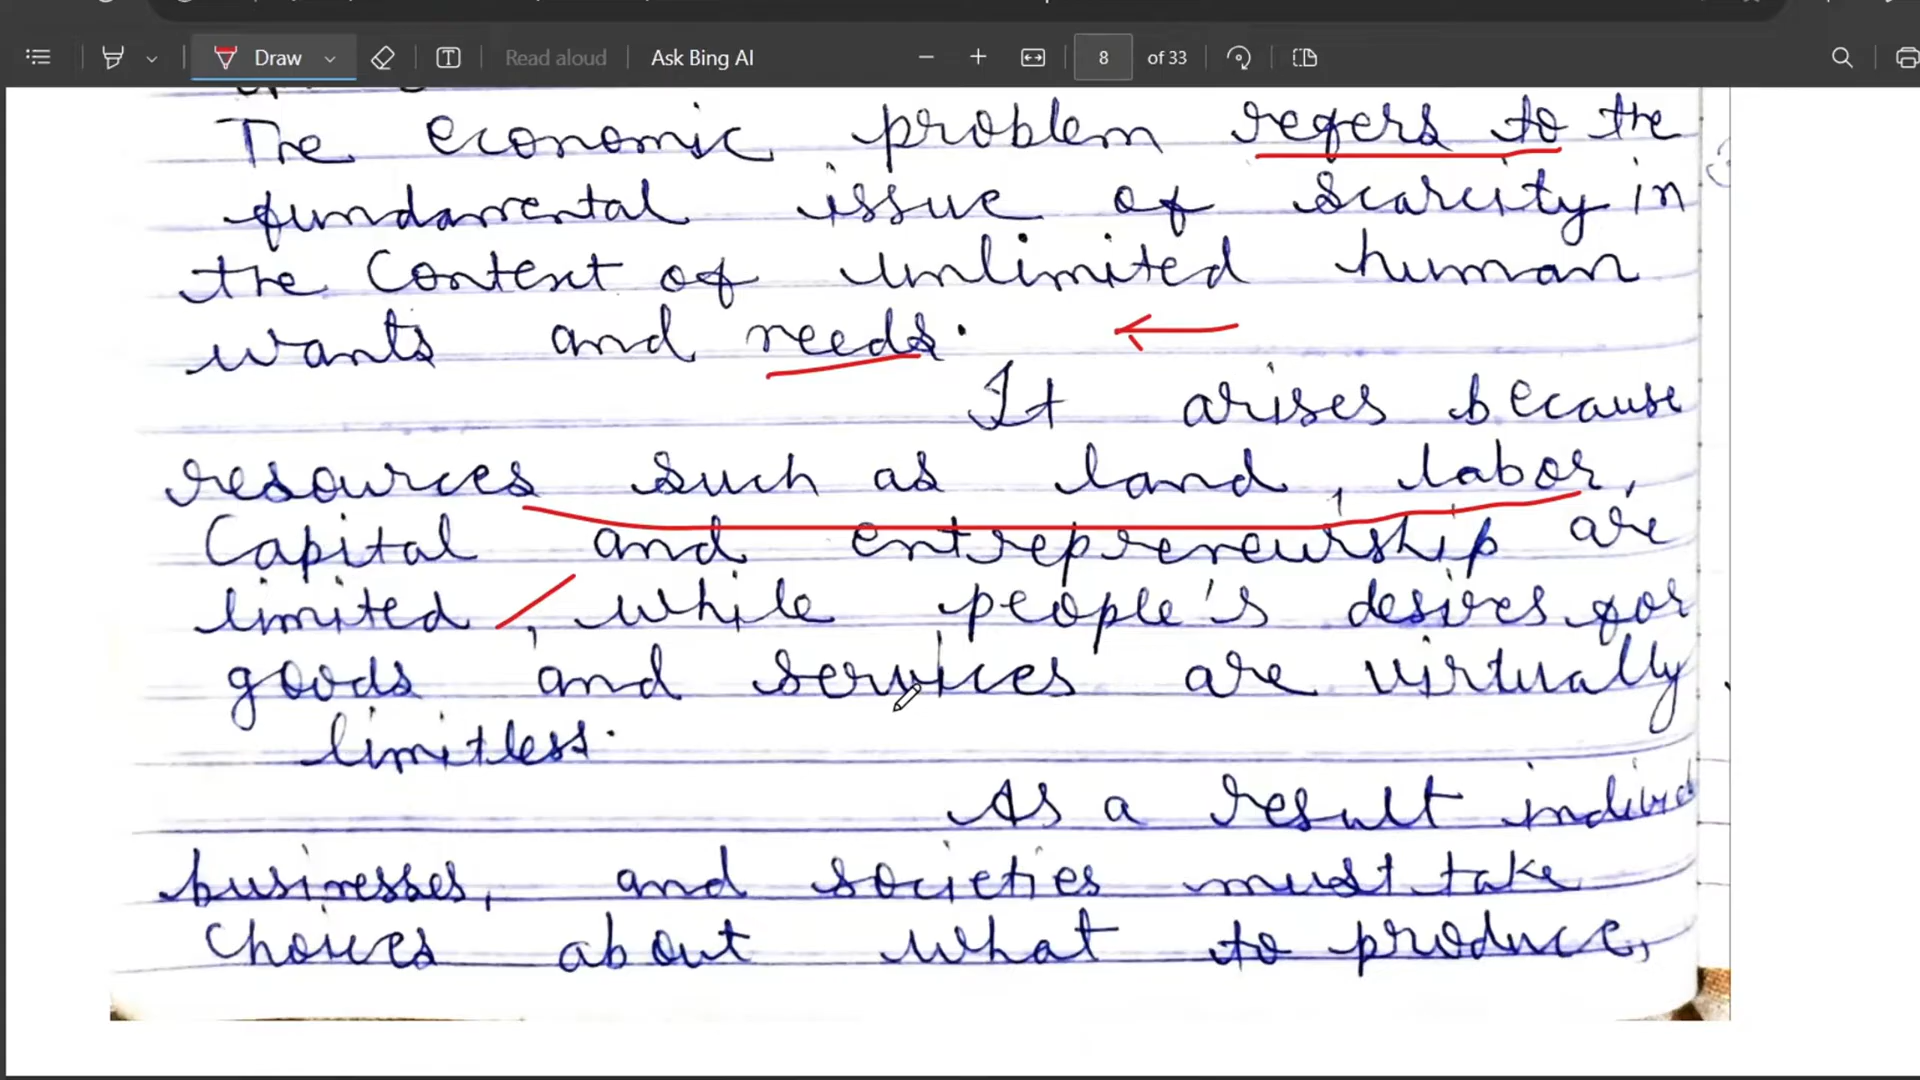 Draw
Read aloud
Ask Bing AI
8
of 33
The economic problem refers to the
fundamental issue of scarcity in
the Context of unlimited human
wants and needs.
It arises because
resources such as land, labor,
Capital and entrepreneurship are
limited, while people's desires for
goods and services are virtually
limitless.
As a result individ
businesses, and societies must take
Choices about what to produce,